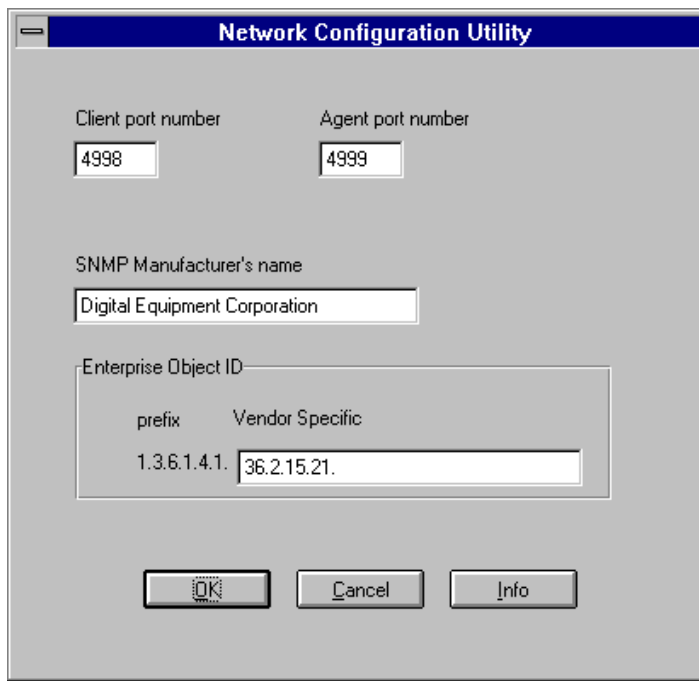 Network Configuration Utility
Client port number Agent port number
4998 4999
SNMP Manufacturer's name
Digital Equipment Corporation
Enterprise Object ID
prefix Vendor Specific
1.3.6.1.4.1. 36.2.15.21.
OK Cancel Info